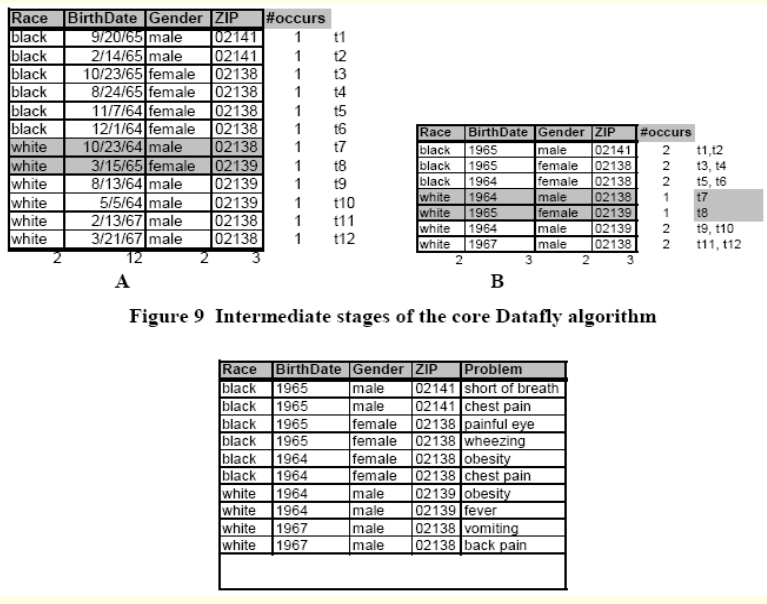 Race BirthDate Gender ZIP #occurs
black 9/20/65 male 02141 1 t1
black 2/14/65 male 02141 1 t2
black 10/23/65 female 02138 1 t3
black 8/24/65 female 02138 1 t4
black 11/7/64 female 02138 1 t5
black 12/1/64 female 02138 1 t6
white 10/23/64 male 02138 1 t7
white 3/15/65 female 02139 1 t8
white 8/13/64 male 02139 1 t9
white 5/5/64 male 02139 1 t10
white 2/13/67 male 02138 1 t11
white 3/21/67 male 02138 1 t12
2 12 2 3
A
Race BirthDate Gender ZIP #occurs
black 1965 male 02141 2 t1,t2
black 1965 female 02138 2 t3, t4
black 1964 female 02138 2 t5, t6
white 1964 male 02138 1 t7
white 1965 female 02139 1 t8
white 1964 male 02139 2 t9, t10
white 1967 male 02138 2 t11, t12
2 3 2 3
B
Figure 9 Intermediate stages of the core Datafly algorithm
Race BirthDate Gender ZIP Problem
black 1965 male 02141 short of breath
black 1965 male 02141 chest pain
black 1965 female 02138 painful eye
black 1965 female 02138 wheezing
black 1964 female 02138 obesity
black 1964 female 02138 chest pain
white 1964 male 02139 obesity
white 1964 male 02139 fever
white 1967 male 02138 vomiting
white 1967 male 02138 back pain